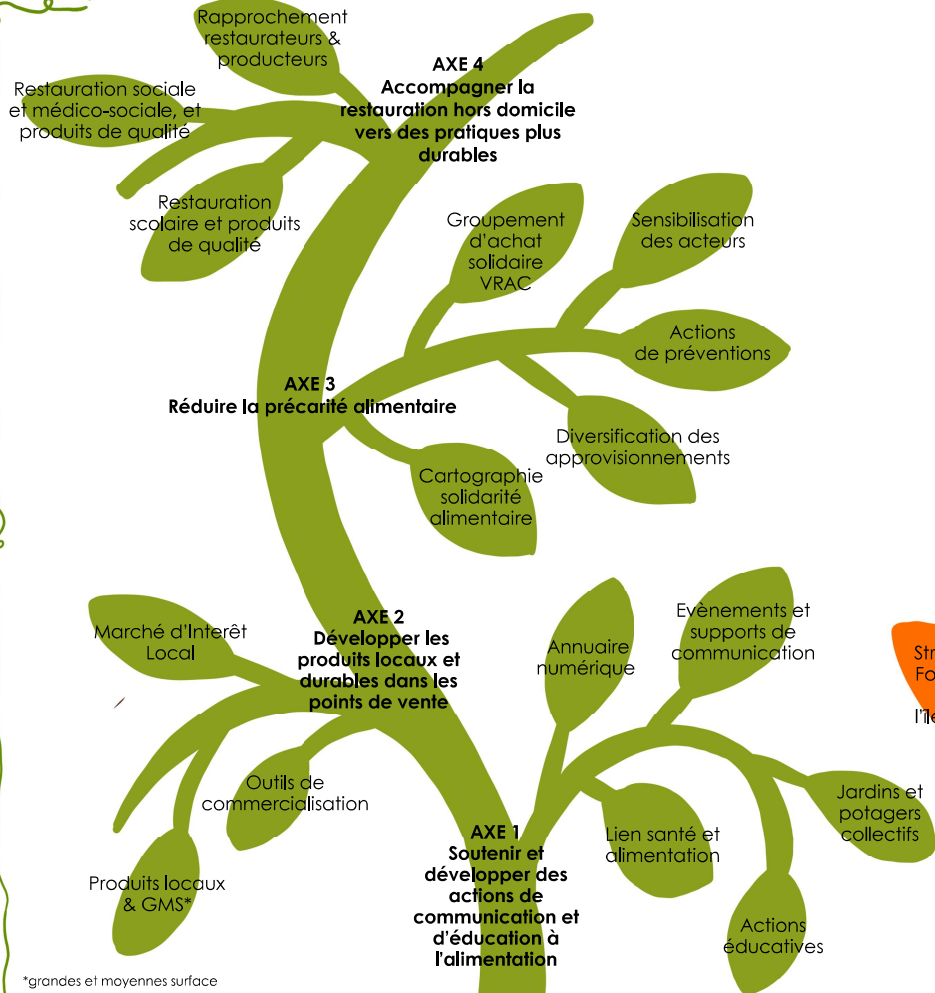 Rapprochement
restaurateurs &
producteurs
AXE 4
Accompagner la
restauration hors domicile
vers des pratiques plus
durables
Restauration sociale
et médico-sociale, et
produits de qualité
Restauration
scolaire et produits
de qualité
Groupement
d'achat
solidaire
VRAC
Sensibilisation
des acteurs
Actions
de préventions
AXE 3
Réduire la précarité alimentaire
Diversification des
approvisionnements
Cartographie
solidarité
alimentaire
AXE 2
Développer les
produits locaux et
durables dans les
points de vente
Marché d'Interêt
Local
Outils de
commercialisation
Produits locaux
& GMS*
Annuaire
numérique
Evènements et
supports de
communication
Jardins et
potagers
collectifs
Lien santé et
alimentation
Actions
éducatives
AXE 1
Soutenir et
développer des
actions de
communication et
d'éducation à
l'alimentation
*grandes et moyennes surface